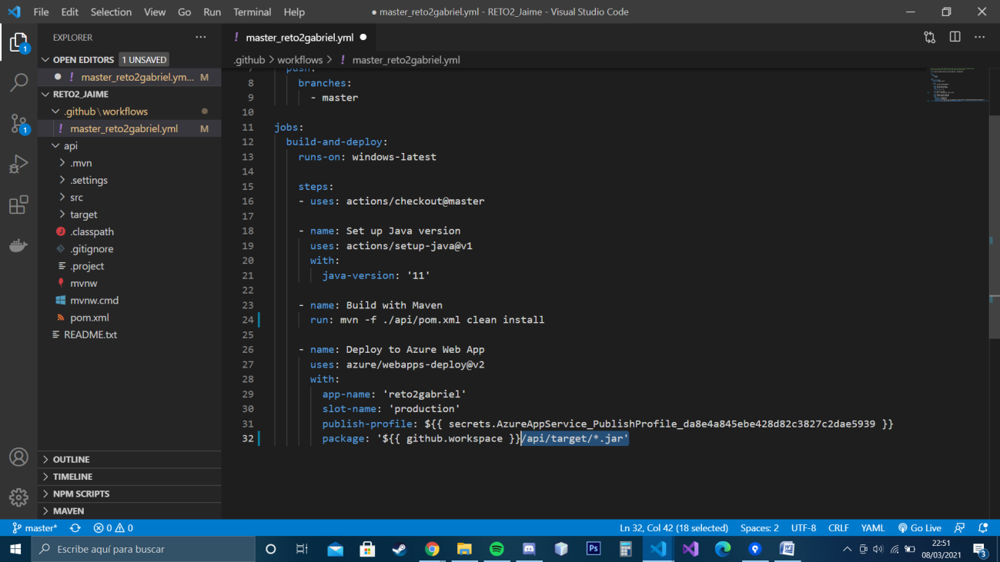 File Edit Selection View Go Run Terminal Help
● master_reto2gabriel.yml - RETO2_Jaime - Visual Studio Code
EXPLORER
OPEN EDITORS 1 UNSAVED
! master_reto2gabriel.ym... M
RETO2_JAIME
.github\workflows
! master_reto2gabriel.yml M
api
.mvn
.settings
src
target
.classpath
.gitignore
.project
mvnw
mvnw.cmd
pom.xml
README.txt
OUTLINE
TIMELINE
NPM SCRIPTS
MAVEN
1
1
! master_reto2gabriel.yml ●
.github > workflows > ! master_reto2gabriel.yml
7 push:
8 branches:
9 - master
10
11 jobs:
12 build-and-deploy:
13 runs-on: windows-latest
14
15 steps:
16 - uses: actions/checkout@master
17
18 - name: Set up Java version
19 uses: actions/setup-java@v1
20 with:
21 java-version: '11'
22
23 - name: Build with Maven
24 run: mvn -f ./api/pom.xml clean install
25
26 - name: Deploy to Azure Web App
27 uses: azure/webapps-deploy@v2
28 with:
29 app-name: 'reto2gabriel'
30 slot-name: 'production'
31 publish-profile: ${{ secrets.AzureAppService_PublishProfile_da8e4a845ebe428d82c3827c2dae5939 }}
32 package: '${{ github.workspace }}/api/target/*.jar'
master* 0 0 Ln 32, Col 42 (18 selected) Spaces: 2 UTF-8 CRLF YAML Go Live
Escribe aquí para buscar
Ps
22:51
08/03/2021
3